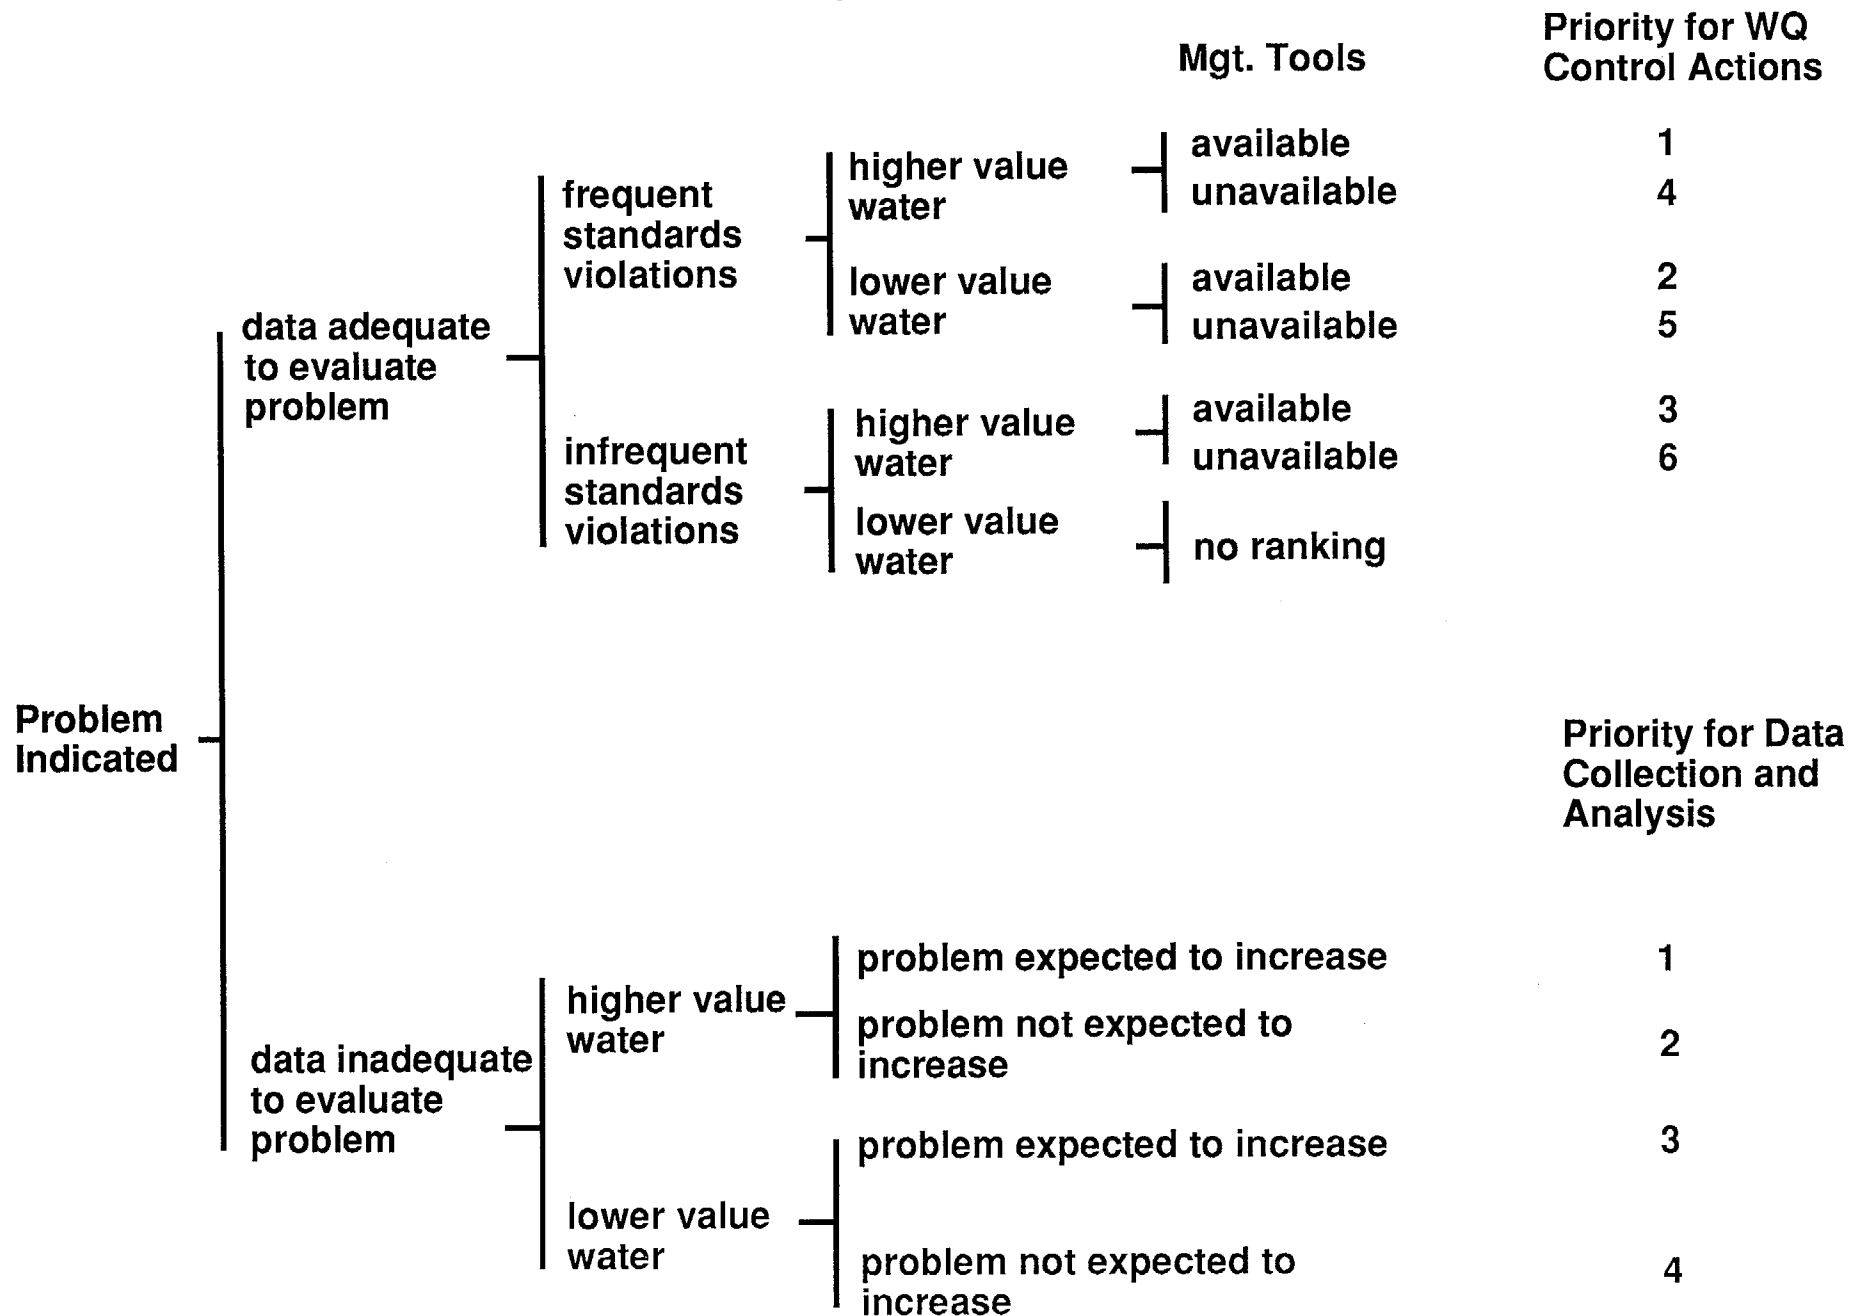 Priority for WQ
Control Actions
Mgt. Tools
frequent
standards
violations
higher value
water
available
1
unavailable
4
lower value
water
available
2
unavailable
5
data adequate
to evaluate
problem
infrequent
standards
violations
higher value
water
available
3
unavailable
6
lower value
water
no ranking
Problem
Indicated
Priority for Data
Collection and
Analysis
data inadequate
to evaluate
problem
higher value
water
problem expected to increase
1
problem not expected to
increase
2
lower value
water
problem expected to increase
3
problem not expected to
increase
4